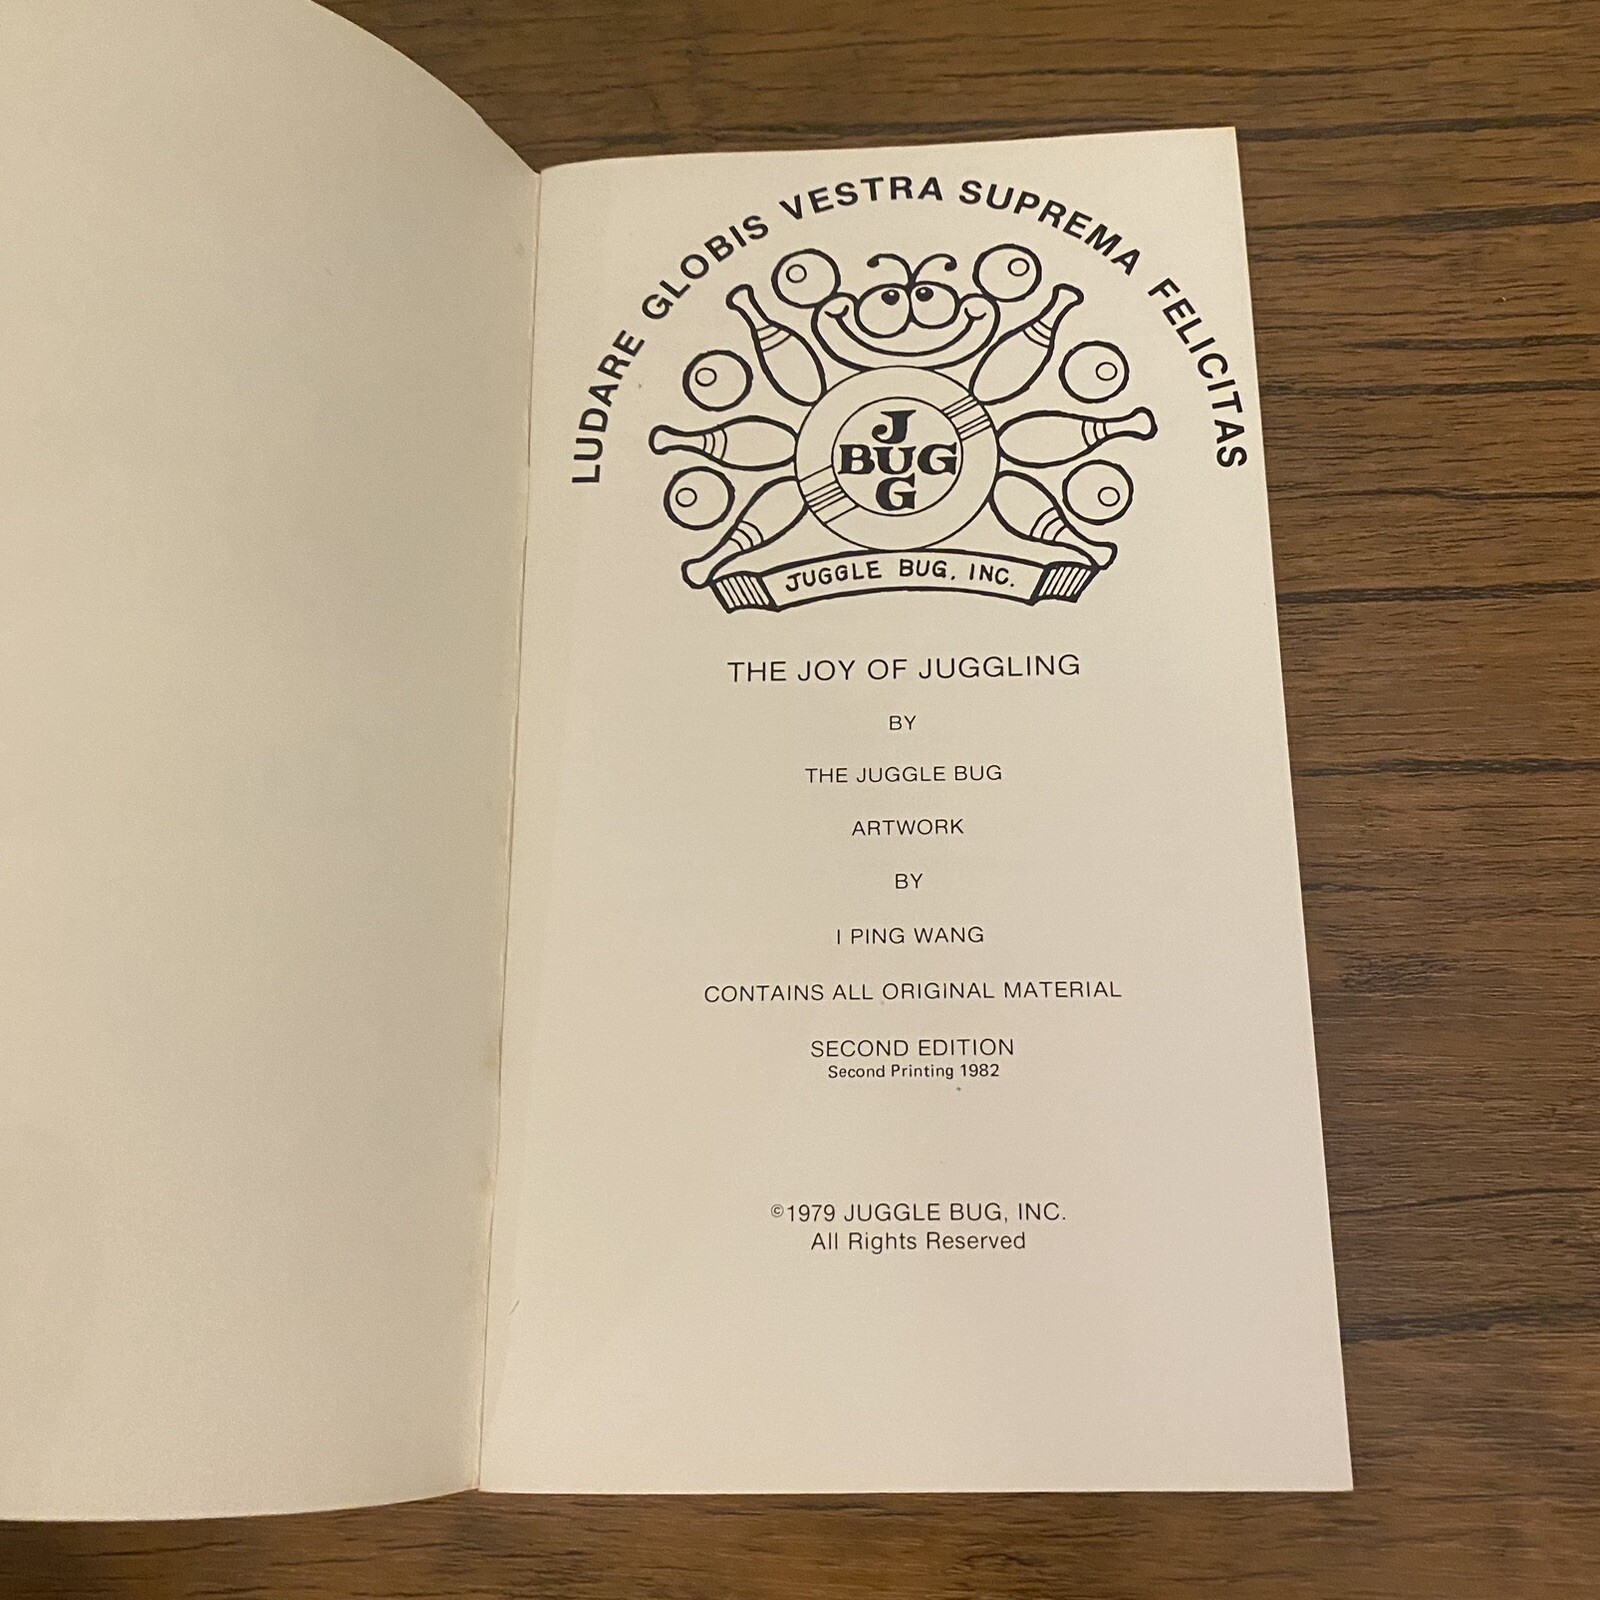 LUDARE GLOBIS VESTRA SUPREMA FELICITAS
J
BUG
G
JUGGLE BUG, INC.
THE JOY OF JUGGLING
BY
THE JUGGLE BUG
ARTWORK
BY
I PING WANG
CONTAINS ALL ORIGINAL MATERIAL
SECOND EDITION
Second Printing 1982
©1979 JUGGLE BUG, INC.
All Rights Reserved